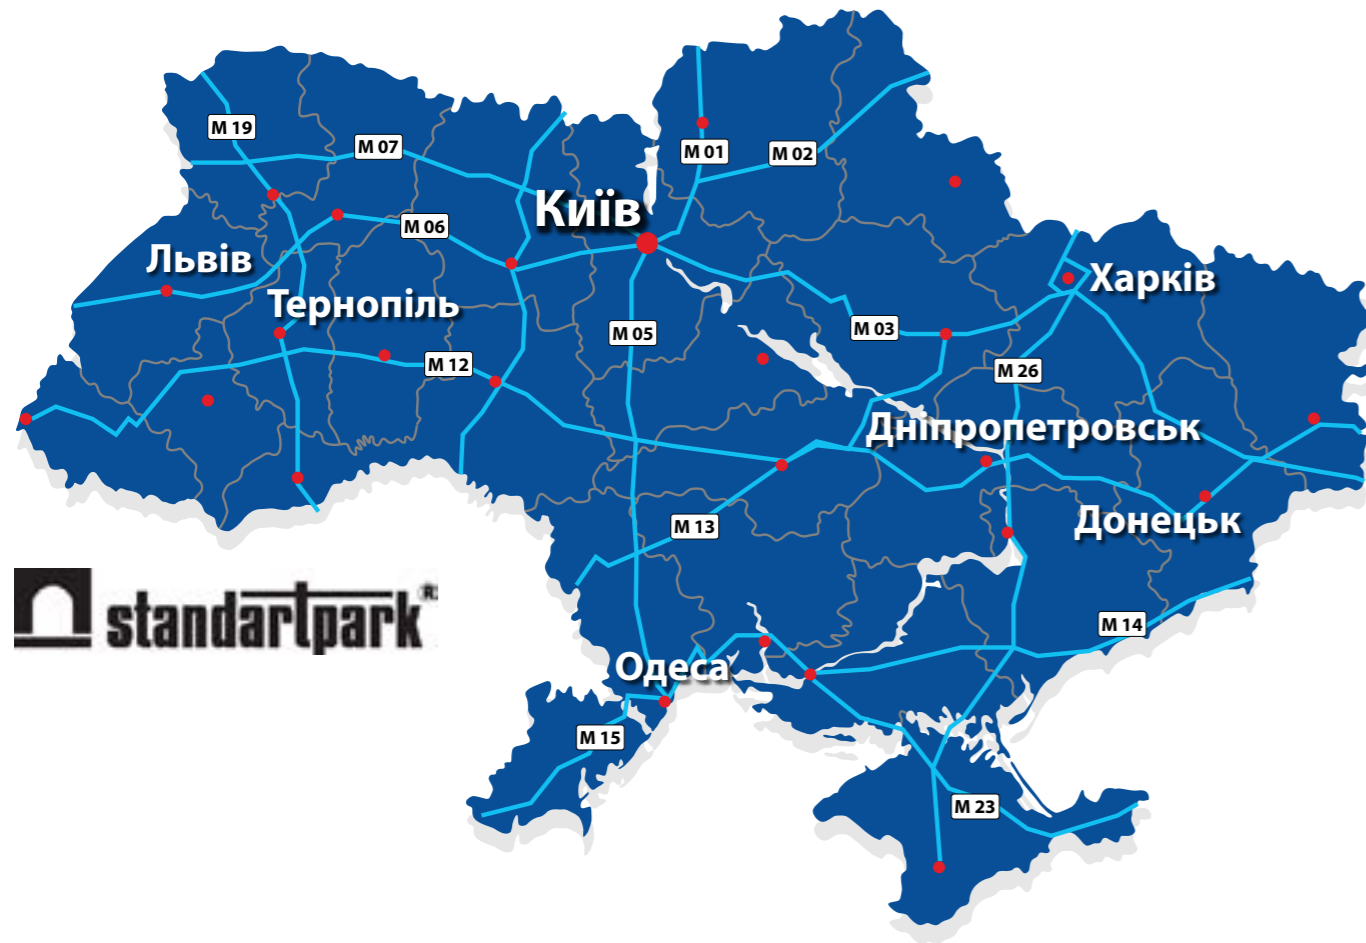 M 19
M 07
M 01
M 02
Київ
M 06
Львів
Харків
Тернопіль
M 05
M 03
M 12
M 26
Дніпропетровськ
M 13
Донецьк
standartpark®
M 14
Одеса
M 15
M 23